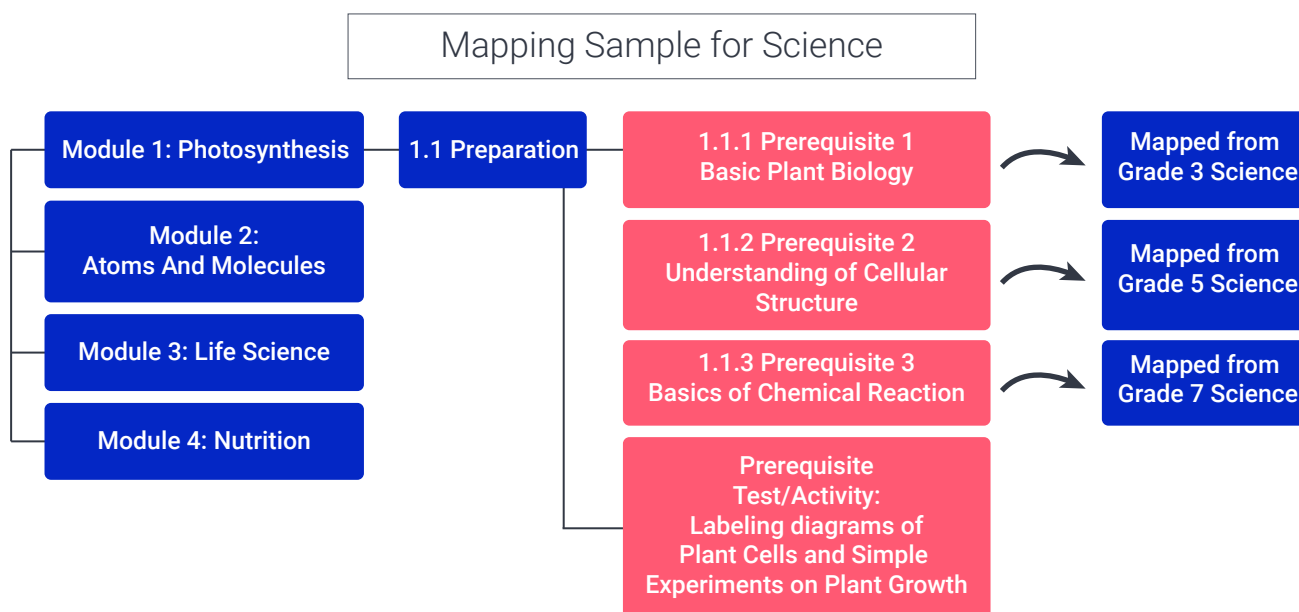 Mapping Sample for Science
Module 1: Photosynthesis
1.1 Preparation
1.1.1 Prerequisite 1
Basic Plant Biology
Mapped from
Grade 3 Science
Module 2:
Atoms And Molecules
1.1.2 Prerequisite 2
Understanding of Cellular
Structure
Mapped from
Grade 5 Science
Module 3: Life Science
1.1.3 Prerequisite 3
Basics of Chemical Reaction
Mapped from
Grade 7 Science
Module 4: Nutrition
Prerequisite
Test/Activity:
Labeling diagrams of
Plant Cells and Simple
Experiments on Plant Growth